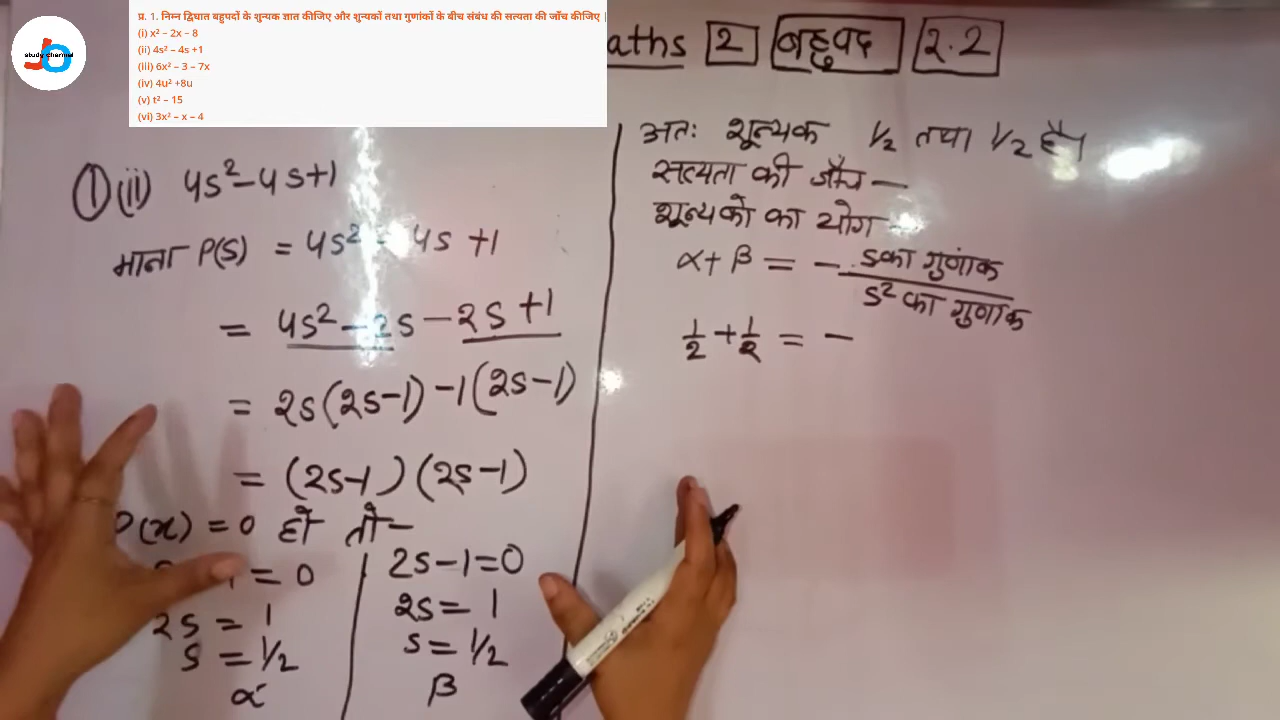 प्र. 1. निम्न द्विघात बहुपदों के शुन्यक ज्ञात कीजिए और शुन्यकों तथा गुणांकों के बीच संबंध की सत्यता की जाँच कीजिए |
(i) x² – 2x – 8
(ii) 4s² – 4s +1
(iii) 6x² – 3 – 7x
(iv) 4u² +8u
(v) t² – 15
(vi) 3x² – x – 4
study channel
aths 2 बहुपद 2.2
①(ii) 4s²-4s+1
माना P(S) = 4s² - 4s +1
= 4s² - 2s - 2s + 1
= 2s(2s-1) -1(2s-1)
= (2s-1)(2s-1)
P(x) = 0 हो तो-
= 0
2s = 1
s = 1/2
α
2s-1=0
2s = 1
s = 1/2
β
अतः शून्यक 1/2 तथा 1/2 है।
सत्यता की जाँच —
शून्यको का योग -
α+β = - sका गुणांक / s² का गुणांक
1/2 + 1/2 = -